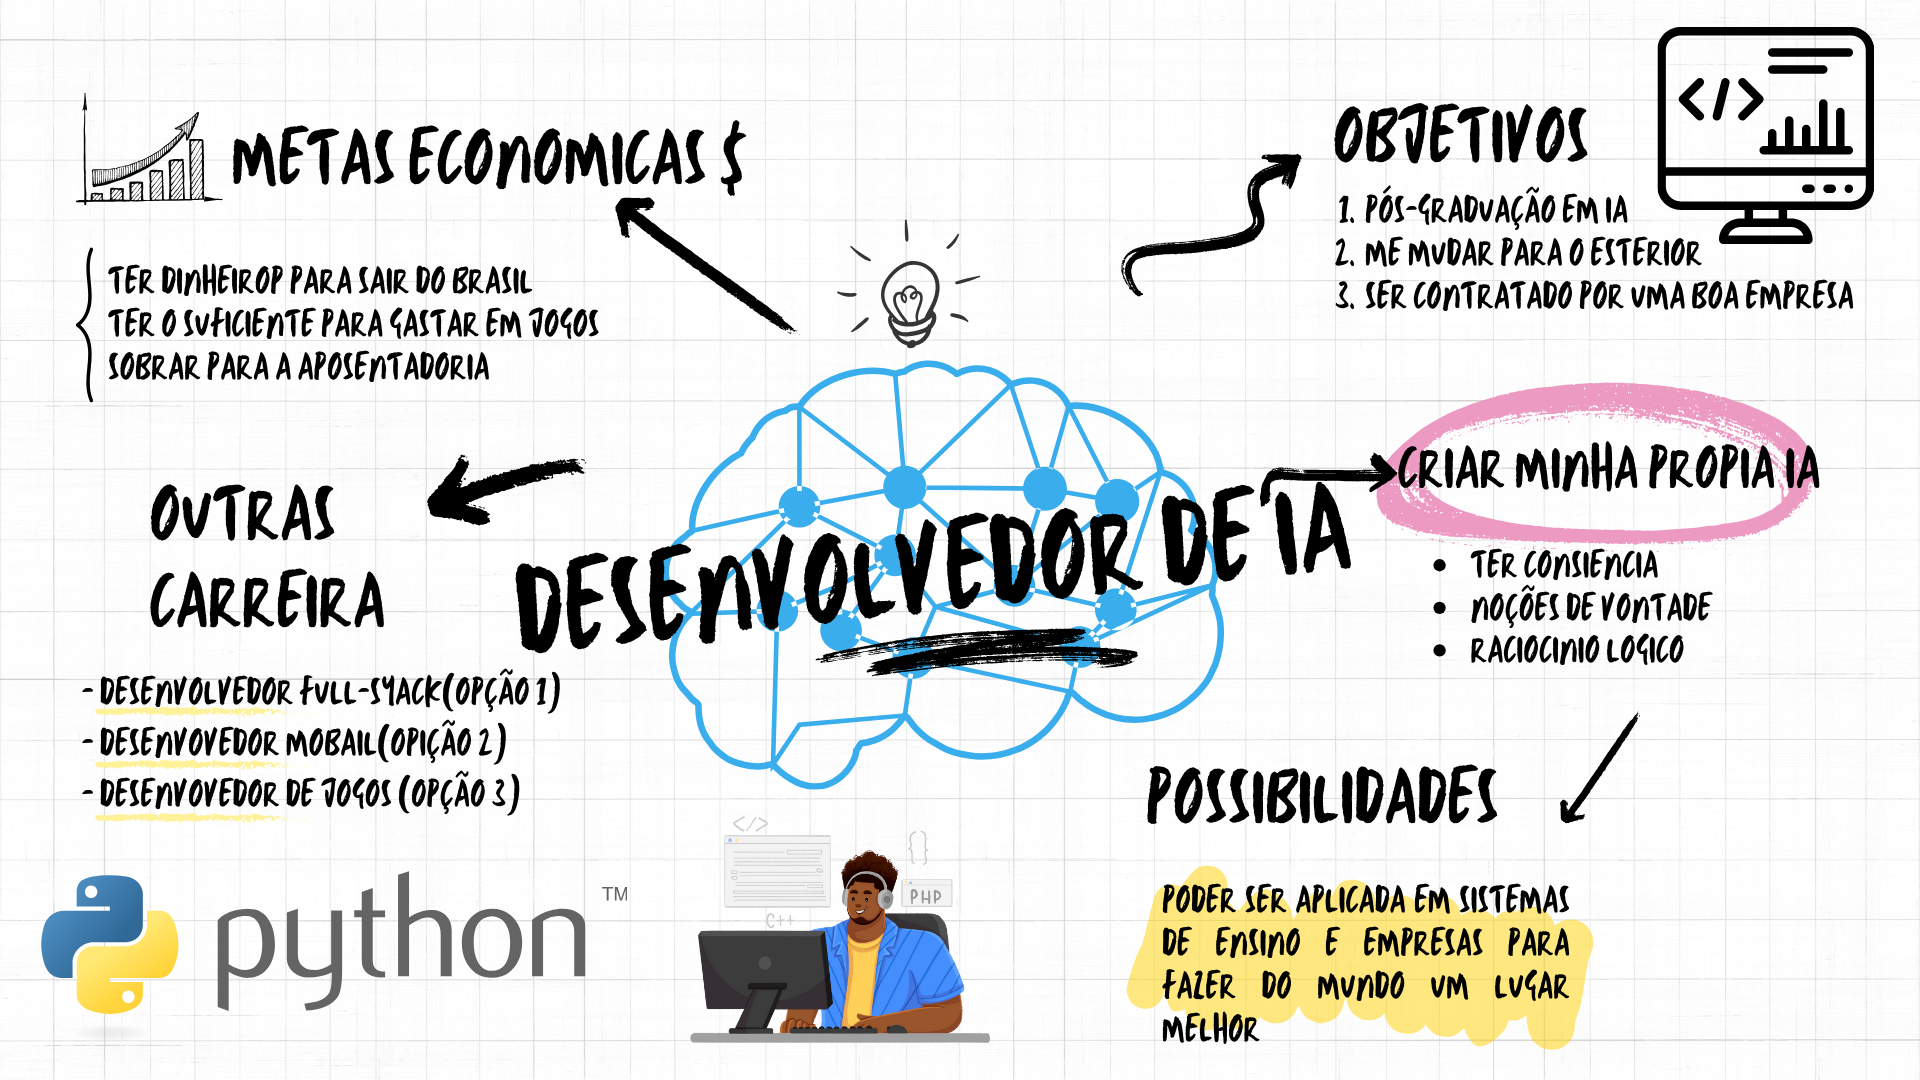 METAS ECONOMICAS $
TER DINHEIROP PARA SAIR DO BRASIL
TER O SUFICIENTE PARA GASTAR EM JOGOS
SOBRAR PARA A APOSENTADORIA
OBJETIVOS
1. PÓS-GRADUAÇÃO EM IA
2. ME MUDAR PARA O ESTERIOR
3. SER CONTRATADO POR UMA BOA EMPRESA
</>
CRIAR MINHA PROPIA IA
• TER CONSIENCIA
• NOÇÕES DE VONTADE
• RACIOCINIO LOGICO
DESENVOLVEDOR DE IA
OUTRAS
CARREIRA
- DESENVOLVEDOR FULL-SYACK(OPÇÃO 1)
- DESENVOVEDOR MOBAIL(OPIÇÃO 2)
- DESENVOVEDOR DE JOGOS (OPÇÃO 3)
POSSIBILIDADES
PODER SER APLICADA EM SISTEMAS
DE ENSINO E EMPRESAS PARA
FAZER DO MUNDO UM LUGAR
MELHOR
python TM
</>
{}
PHP
C++